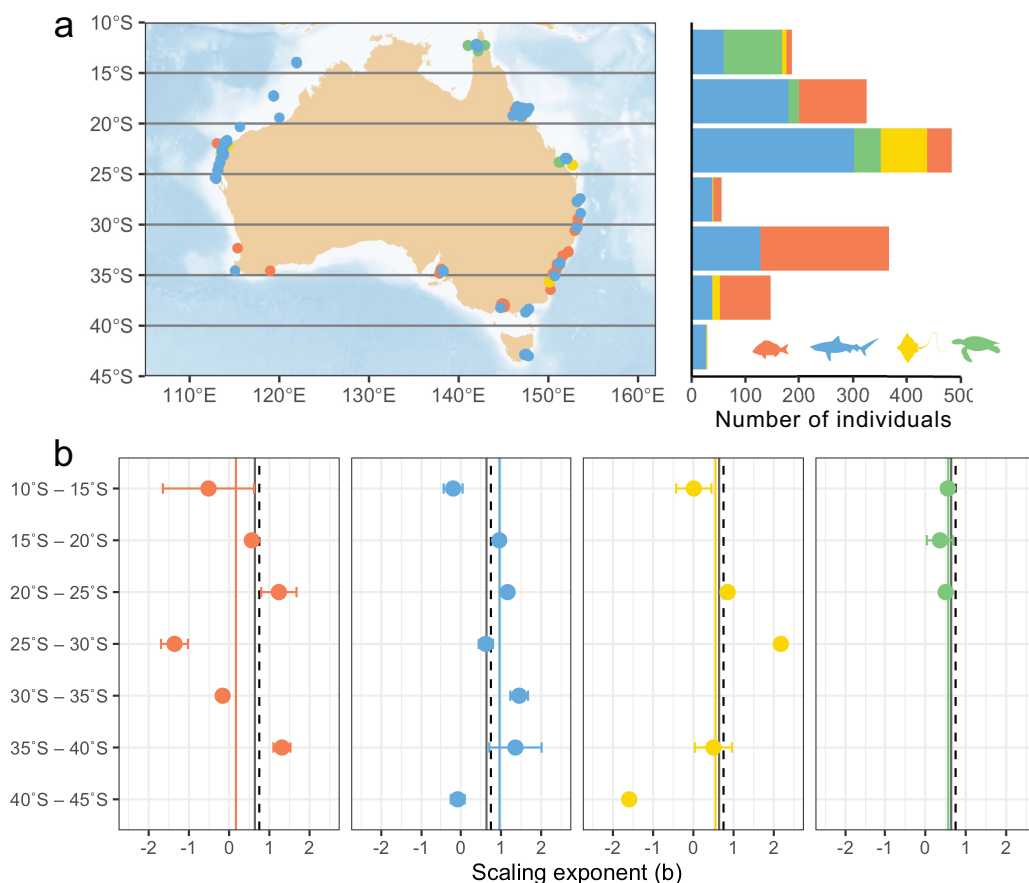 a
10°S
15°S
20°S
25°S
30°S
35°S
40°S
45°S
110°E 120°E 130°E 140°E 150°E 160°E
0 100 200 300 400 500
Number of individuals
b
10°S – 15°S
15°S – 20°S
20°S – 25°S
25°S – 30°S
30°S – 35°S
35°S – 40°S
40°S – 45°S
-2 -1 0 1 2 -2 -1 0 1 2 -2 -1 0 1 2 -2 -1 0 1 2
Scaling exponent (b)